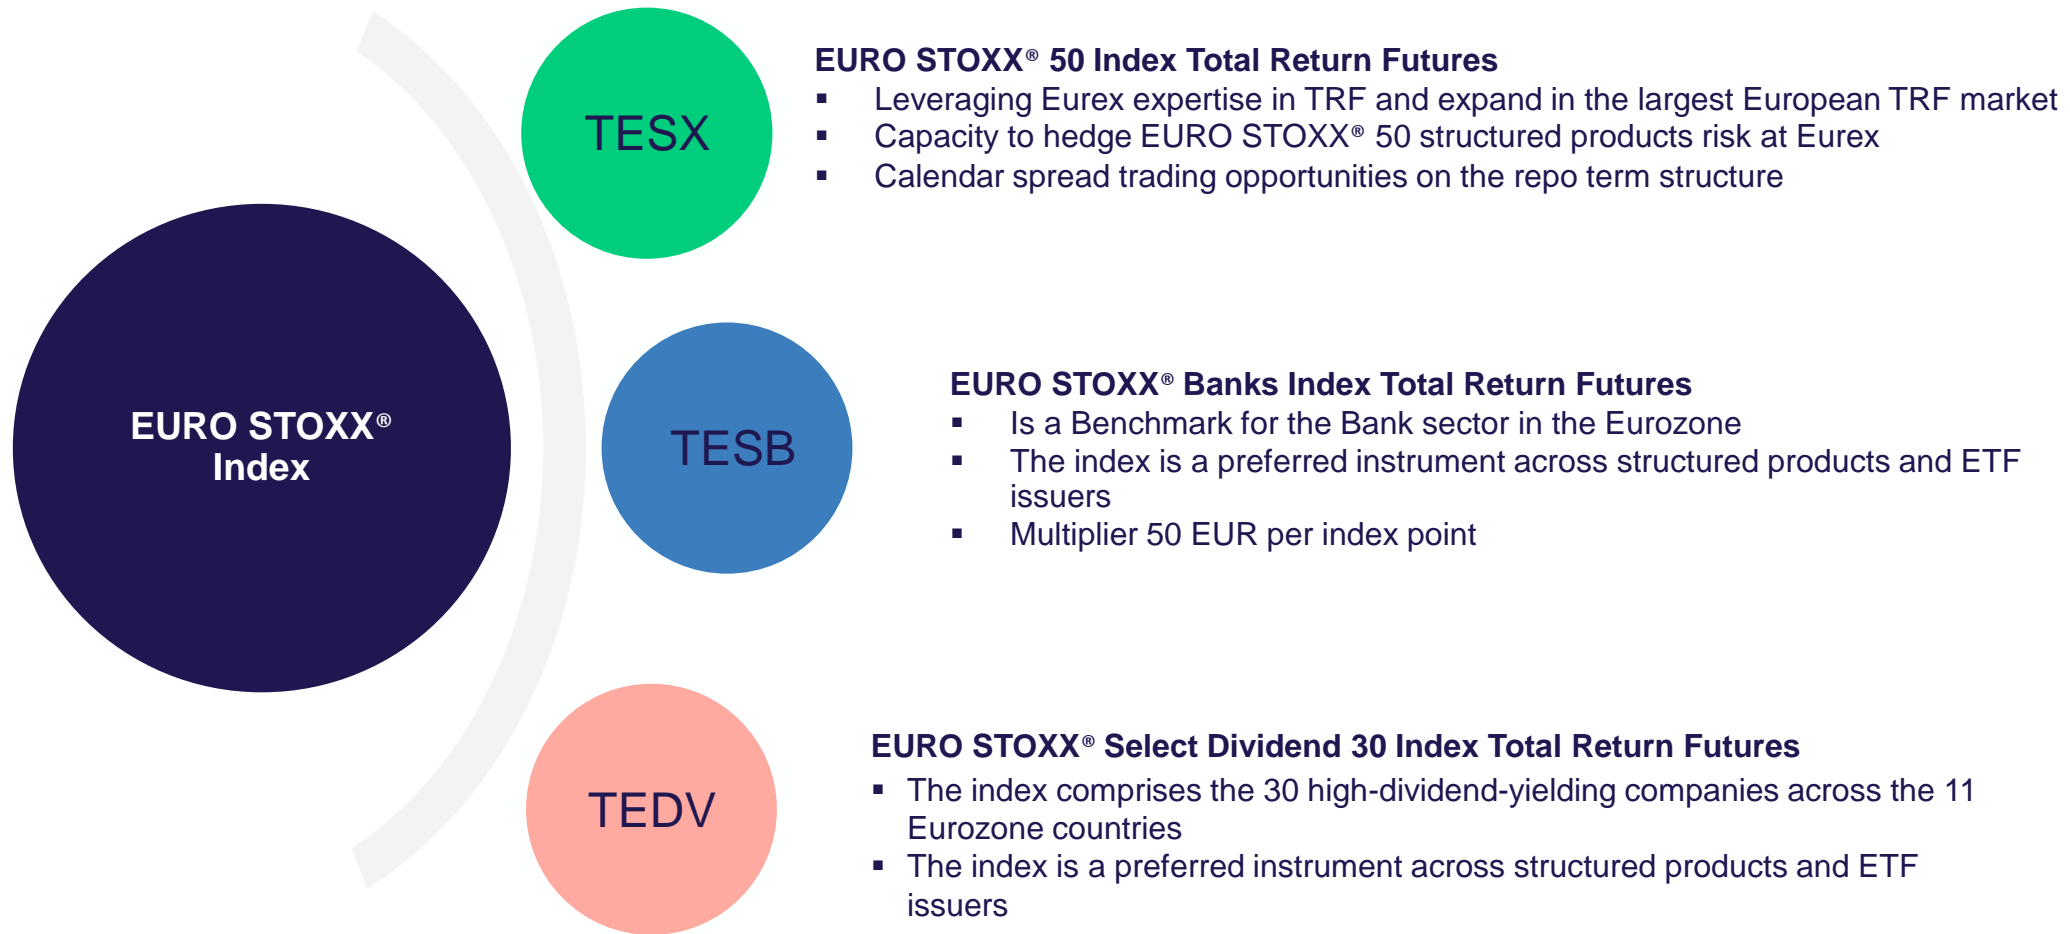 EURO STOXX® 50 Index Total Return Futures
▪ Leveraging Eurex expertise in TRF and expand in the largest European TRF market
▪ Capacity to hedge EURO STOXX® 50 structured products risk at Eurex
▪ Calendar spread trading opportunities on the repo term structure
TESX
EURO STOXX®
Index
TESB
EURO STOXX® Banks Index Total Return Futures
▪ Is a Benchmark for the Bank sector in the Eurozone
▪ The index is a preferred instrument across structured products and ETF
issuers
▪ Multiplier 50 EUR per index point
TEDV
EURO STOXX® Select Dividend 30 Index Total Return Futures
▪ The index comprises the 30 high-dividend-yielding companies across the 11
Eurozone countries
▪ The index is a preferred instrument across structured products and ETF
issuers